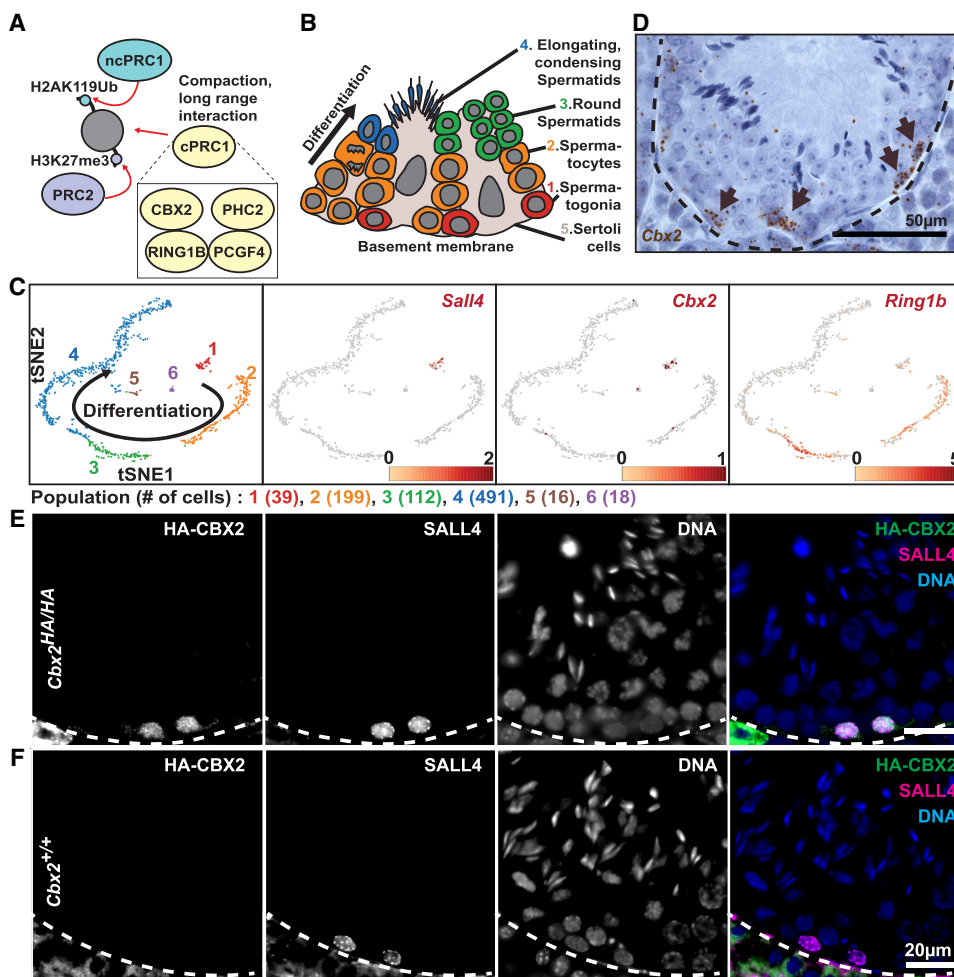 A
ncPRC1
H2AK119Ub
Compaction,
long range
interaction
cPRC1
H3K27me3
PRC2
CBX2 PHC2
RING1B PCGF4
B
Differentiation
4. Elongating,
condensing
Spermatids
3.Round
Spermatids
2.Sperma-
tocytes
1.Sperma-
togonia
5.Sertoli
cells
Basement membrane
D
Cbx2
50µm
C
tSNE2
tSNE1
1
2
3
4
5
6
Differentiation
Sall4
0 2
Cbx2
0 1
Ring1b
0 5
Population (# of cells) : 1 (39), 2 (199), 3 (112), 4 (491), 5 (16), 6 (18)
E
Cbx2HA/HA
HA-CBX2
SALL4
DNA
HA-CBX2
SALL4
DNA
F
Cbx2+/+
HA-CBX2
SALL4
DNA
HA-CBX2
SALL4
DNA
20µm